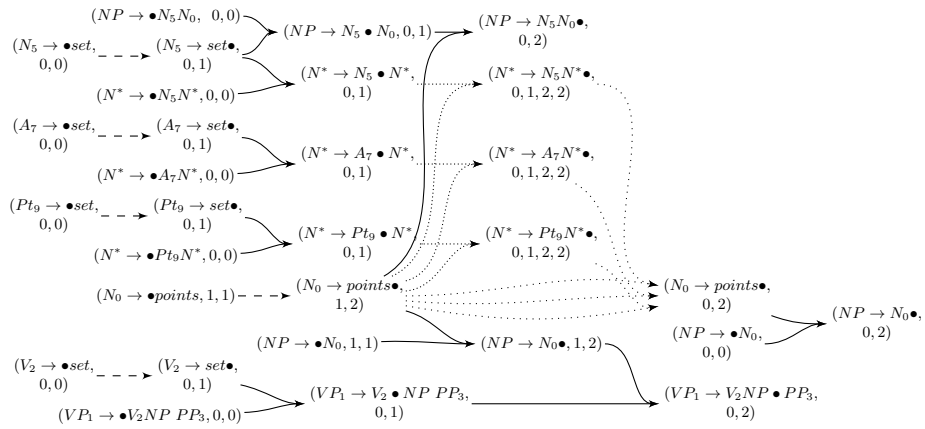 (NP → ●N₅N₀, 0,0)
(NP → N₅ ● N₀, 0, 1)
(NP → N₅N₀●,
0, 2)
(N₅ → ●set,
0, 0)
(N₅ → set●,
0, 1)
(N* → ●N₅N*, 0, 0)
(N* → N₅ ● N*,
0, 1)
(N* → N₅N*●,
0, 1, 2, 2)
(A₇ → ●set,
0, 0)
(A₇ → set●,
0, 1)
(N* → ●A₇N*, 0, 0)
(N* → A₇ ● N*,
0, 1)
(N* → A₇N*●,
0, 1, 2, 2)
(Pt₉ → ●set,
0, 0)
(Pt₉ → set●,
0, 1)
(N* → ●Pt₉N*, 0, 0)
(N* → Pt₉ ● N*,
0, 1)
(N* → Pt₉N*●,
0, 1, 2, 2)
(N₀ → ●points, 1, 1)
(N₀ → points●,
1, 2)
(N₀ → points●,
0, 2)
(NP → ●N₀,
0, 0)
(NP → N₀●,
0, 2)
(NP → ●N₀, 1, 1)
(NP → N₀●, 1, 2)
(V₂ → ●set,
0, 0)
(V₂ → set●,
0, 1)
(VP₁ → ●V₂NP PP₃, 0, 0)
(VP₁ → V₂ ● NP PP₃,
0, 1)
(VP₁ → V₂NP ● PP₃,
0, 2)